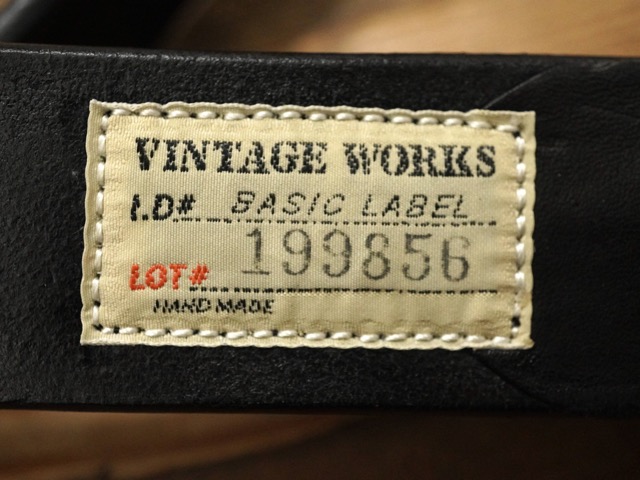 VINTAGE WORKS
I.D# BASIC LABEL
LOT# 199856
HAND MADE